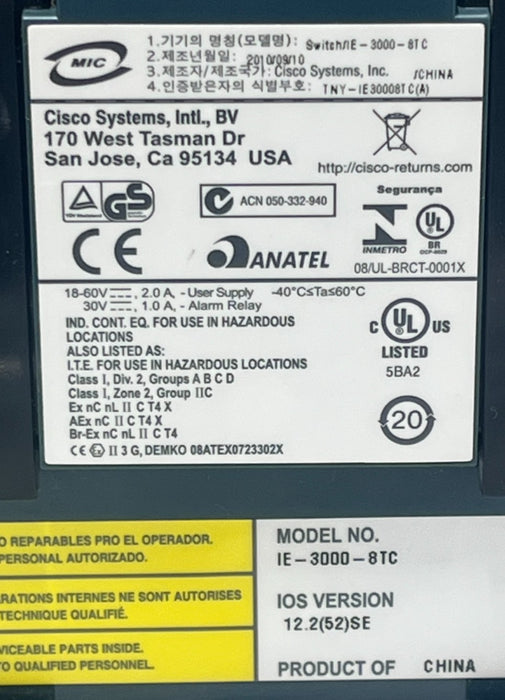 MIC
1.기기의 명칭(모델명): Switch/IE-3000-8TC
2.제조년월일: 2010/09/10
3.제조자/제조국가: Cisco Systems, Inc. /CHINA
4.인증받은자의 식별부호: TNY-IE30008TC(A)
Cisco Systems, Intl., BV
170 West Tasman Dr
San Jose, Ca 95134 USA
http://cisco-returns.com
GS
ACN 050-332-940
Segurança
INMETRO
UL
BR
08/UL-BRCT-0001X
CE
ANATEL
18-60V⎓, 2.0 A, - User Supply -40°C≤Ta≤60°C
30V⎓, 1.0 A, - Alarm Relay
IND. CONT. EQ. FOR USE IN HAZARDOUS
LOCATIONS
ALSO LISTED AS:
I.T.E. FOR USE IN HAZARDOUS LOCATIONS
Class I, Div. 2, Groups A B C D
Class I, Zone 2, Group IIC
Ex nC nL II C T4 X
AEx nC II C T4 X
Br-Ex nC nL II C T4
CE Ex II 3 G, DEMKO 08ATEX0723302X
C UL US
LISTED
5BA2
20
O REPARABLES PRO EL OPERADOR.
PERSONAL AUTORIZADO.
RATIONS INTERNES NE SONT AUTORISES
TECHNIQUE QUALIFIÉ.
VICEABLE PARTS INSIDE.
O QUALIFIED PERSONNEL.
MODEL NO.
IE-3000-8TC
IOS VERSION
12.2(52)SE
PRODUCT OF CHINA